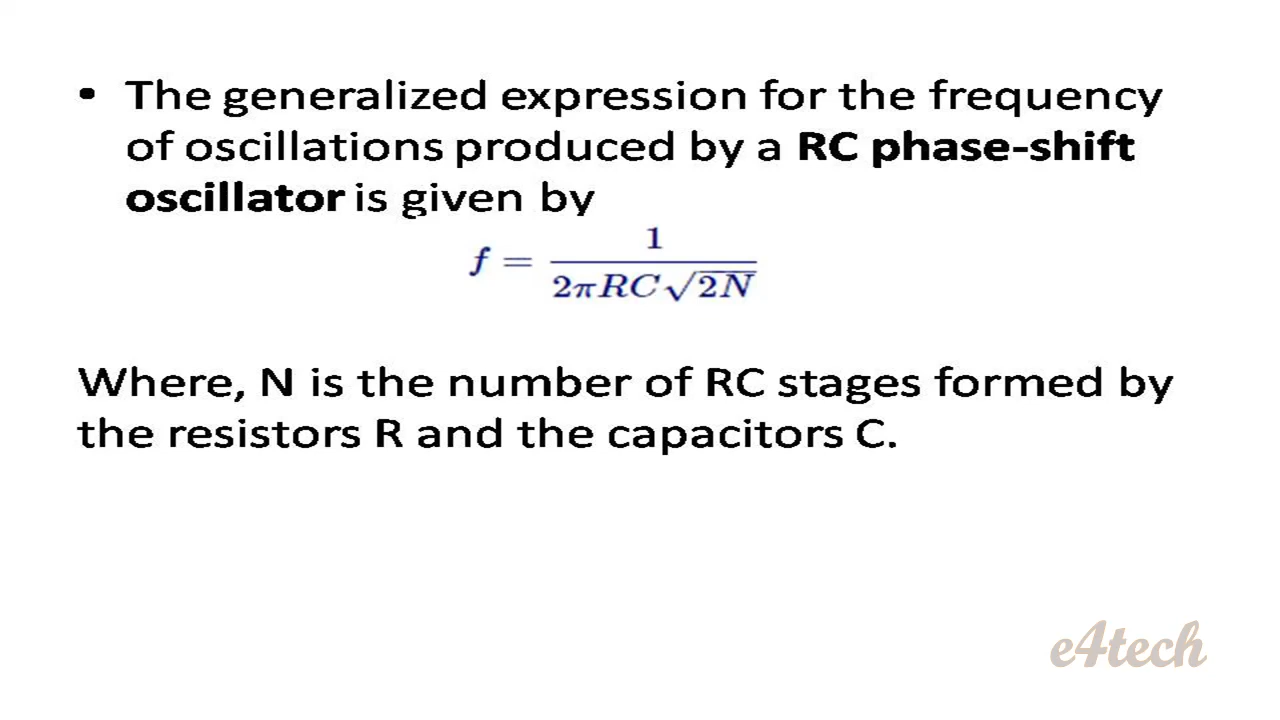 • The generalized expression for the frequency
of oscillations produced by a RC phase-shift
oscillator is given by
f = 1 / (2πRC√2N)
Where, N is the number of RC stages formed by
the resistors R and the capacitors C.
e4tech